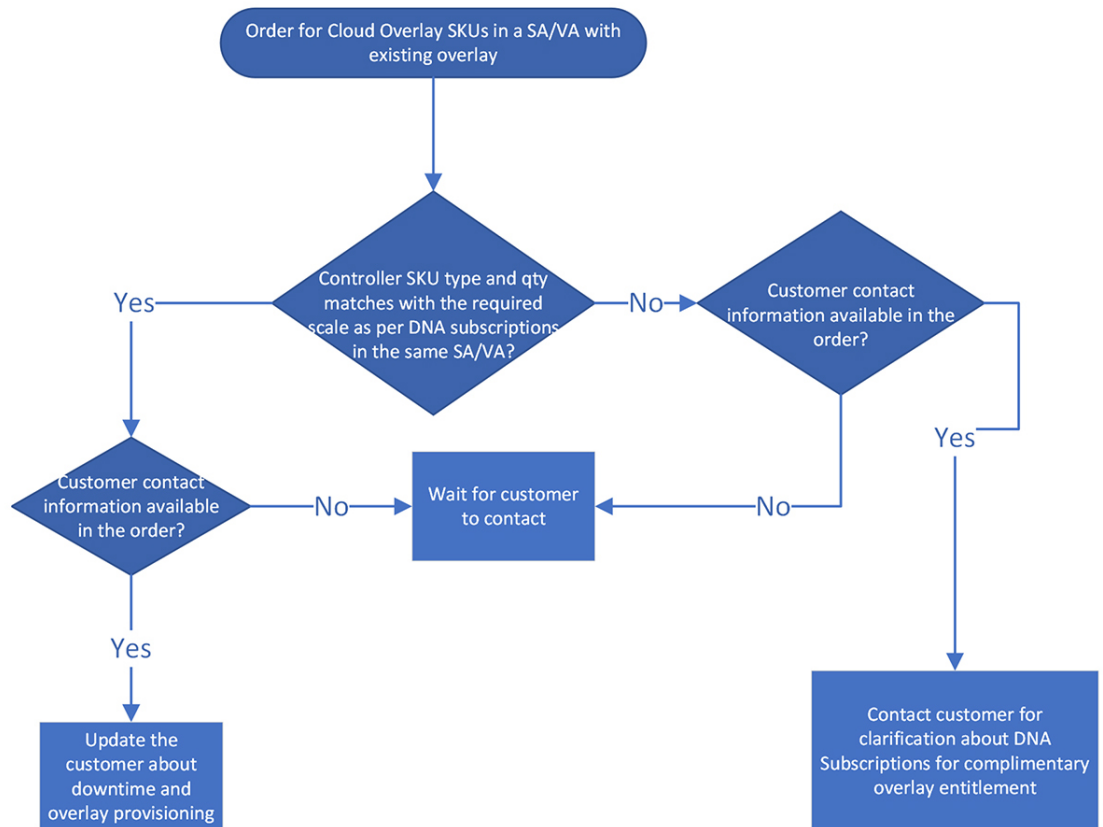 Order for Cloud Overlay SKUs in a SA/VA with
existing overlay
Controller SKU type and qty
matches with the required
scale as per DNA subscriptions
in the same SA/VA?
Yes
No
Customer contact
information available in the
order?
Yes
Customer contact
information available
in the order?
No
Wait for customer
to contact
No
Yes
Update the
customer about
downtime and
overlay provisioning
Contact customer for
clarification about DNA
Subscriptions for complimentary
overlay entitlement